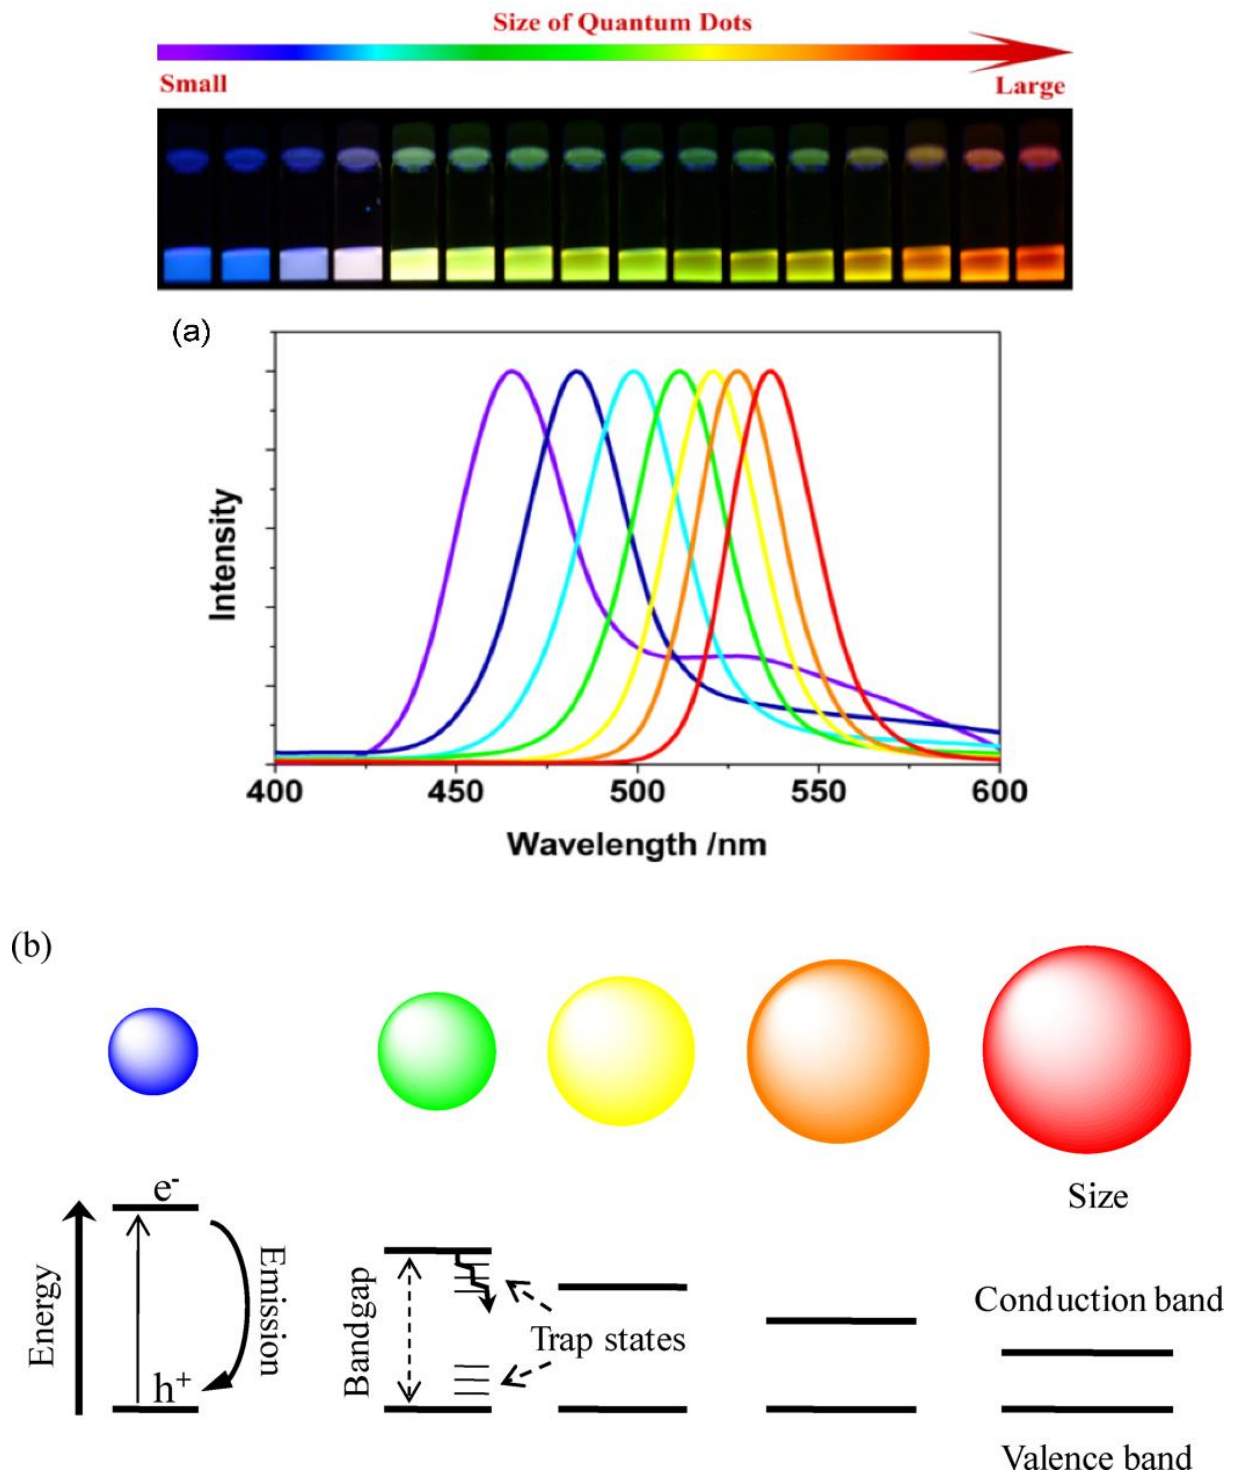 Size of Quantum Dots
Small
Large
(a)
Intensity
400 450 500 550 600
Wavelength /nm
(b)
Size
Energy
e-
h+
Emission
Bandgap
Trap states
Conduction band
Valence band